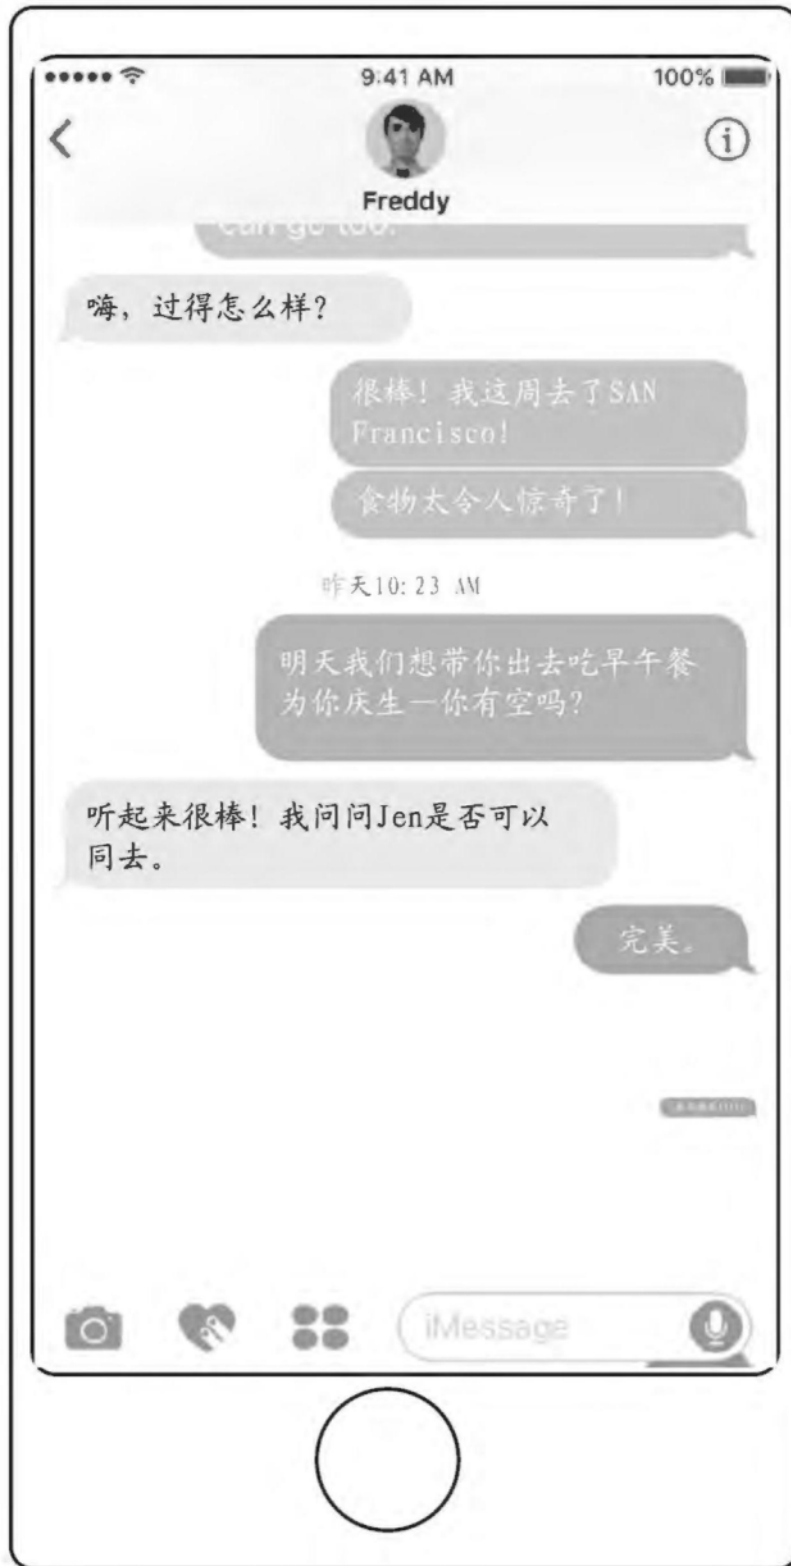 9:41 AM
100%
Freddy
can go too.
嗨，过得怎么样？
很棒！我这周去了SAN
Francisco!
食物太令人惊奇了！
昨天10:23 AM
明天我们想带你出去吃早午餐
为你庆生—你有空吗？
听起来很棒！我问问Jen是否可以
同去。
完美。
iMessage